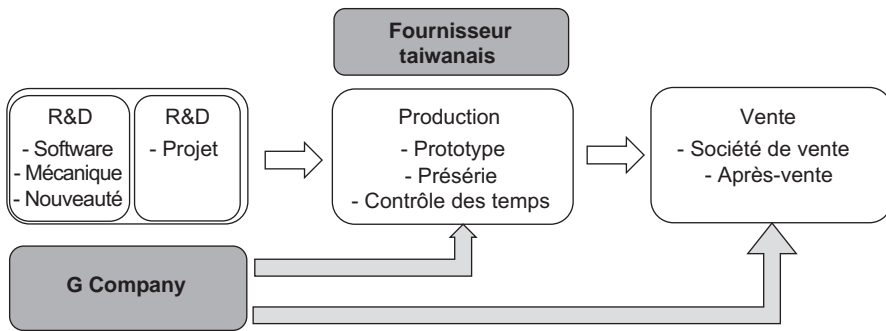 Fournisseur
taiwanais
R&D
- Software
- Mécanique
- Nouveauté
R&D
- Projet
Production
- Prototype
- Présérie
- Contrôle des temps
Vente
- Société de vente
- Après-vente
G Company